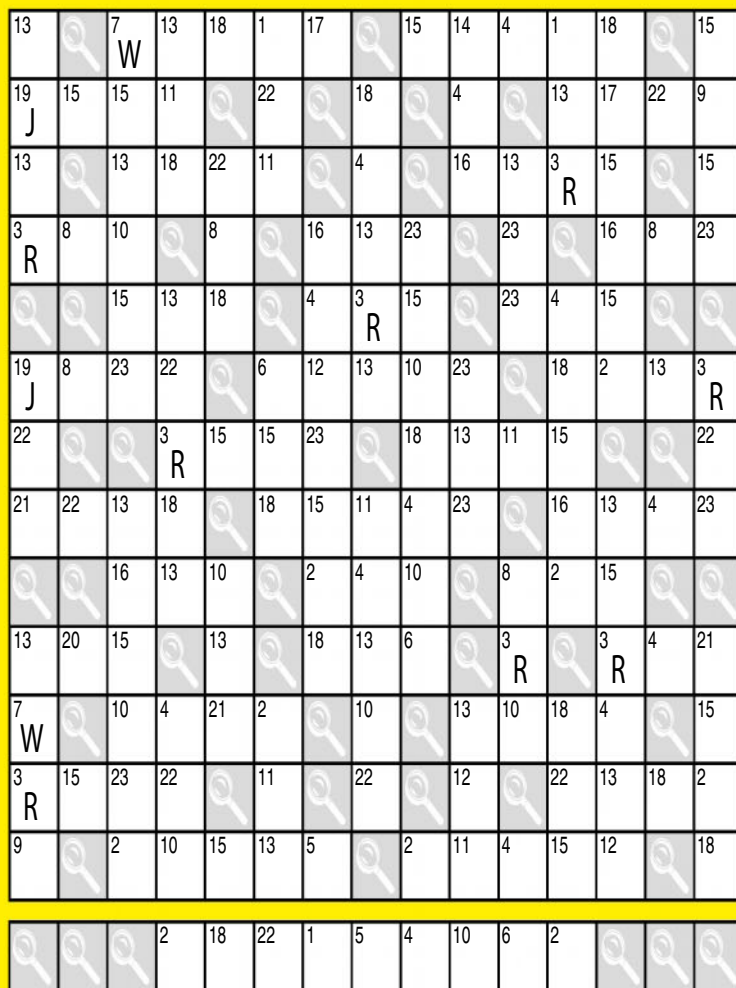 13 7 W 13 18 1 17 15 14 4 1 18 15
19 J 15 15 11 22 18 4 13 17 22 9
13 13 18 22 11 4 16 13 3 R 15 15
3 R 8 10 8 16 13 23 23 16 8 23
15 13 18 4 3 R 15 23 4 15
19 J 8 23 22 6 12 13 10 23 18 2 13 3 R
22 3 R 15 15 23 18 13 11 15 22
21 22 13 18 18 15 11 4 23 16 13 4 23
16 13 10 2 4 10 8 2 15
13 20 15 13 18 13 6 3 R 3 R 4 21
7 W 10 4 21 2 10 13 10 18 4 15
3 R 15 23 22 11 22 12 22 13 18 2
9 2 10 15 13 5 2 11 4 15 12 18
2 18 22 1 5 4 10 6 2